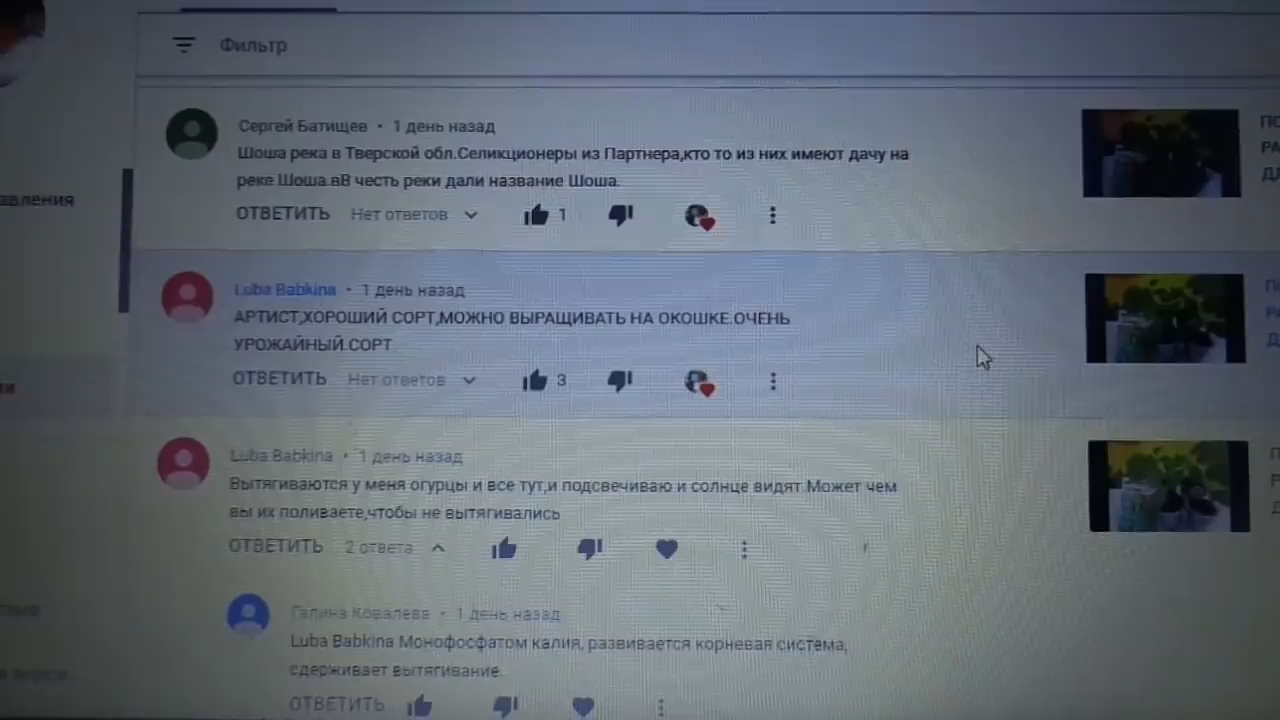 Фильтр
Сергей Батищев • 1 день назад
Шоша река в Тверской обл.Селикционеры из Партнера,кто то из них имеют дачу на
реке Шоша.вВ честь реки дали название Шоша.
ОТВЕТИТЬ Нет ответов 1
авления
Luba Babkina • 1 день назад
АРТИСТ,ХОРОШИЙ СОРТ,МОЖНО ВЫРАЩИВАТЬ НА ОКОШКЕ.ОЧЕНЬ
УРОЖАЙНЫЙ.СОРТ
ОТВЕТИТЬ Нет ответов 3
Luba Babkina • 1 день назад
Вытягиваются у меня огурцы и все тут,и подсвечиваю и солнце видят.Может чем
вы их поливаете,чтобы не вытягивались
ОТВЕТИТЬ 2 ответа
Галина Ковалева • 1 день назад
Luba Babkina Монофосфатом калия, развивается корневая система,
сдерживает вытягивание.
ОТВЕТИТЬ